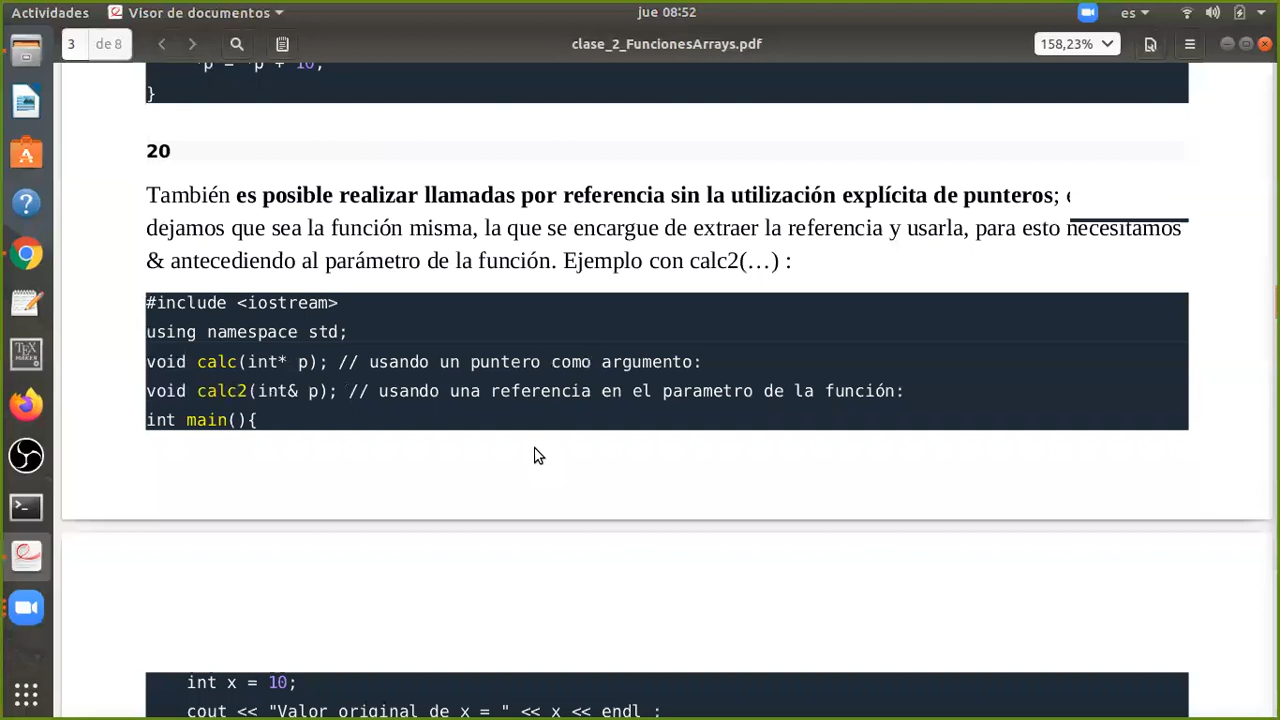 Actividades Visor de documentos jue 08:52 es
3 de 8 clase_2_FuncionesArrays.pdf 158,23%
*p = *p + 10;
}
20
También es posible realizar llamadas por referencia sin la utilización explícita de punteros;
dejamos que sea la función misma, la que se encargue de extraer la referencia y usarla, para esto necesitamos
& antecediendo al parámetro de la función. Ejemplo con calc2(…) :
#include <iostream>
using namespace std;
void calc(int* p); // usando un puntero como argumento:
void calc2(int& p); // usando una referencia en el parametro de la función:
int main(){
int x = 10;
cout << "Valor original de x = " << x << endl ;